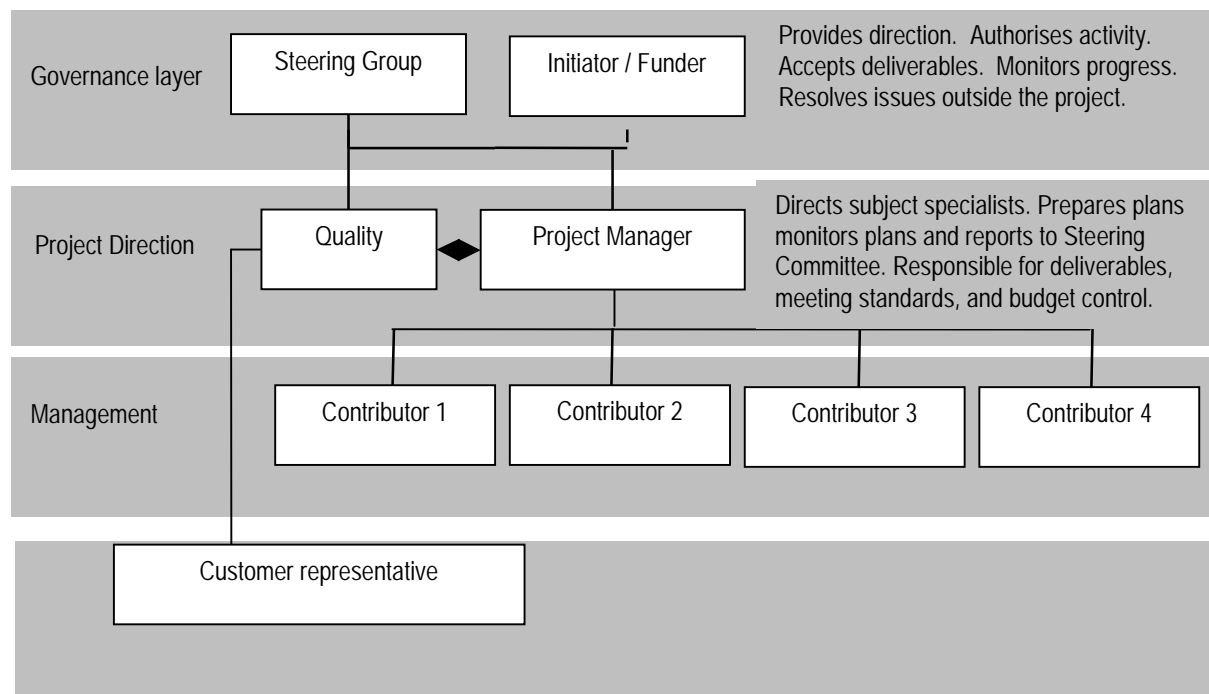 Governance layer
Steering Group
Initiator / Funder
Provides direction.  Authorises activity.
Accepts deliverables.  Monitors progress.
Resolves issues outside the project.
Project Direction
Quality
Project Manager
Directs subject specialists. Prepares plans
monitors plans and reports to Steering
Committee. Responsible for deliverables,
meeting standards, and budget control.
Management
Contributor 1
Contributor 2
Contributor 3
Contributor 4
Customer representative